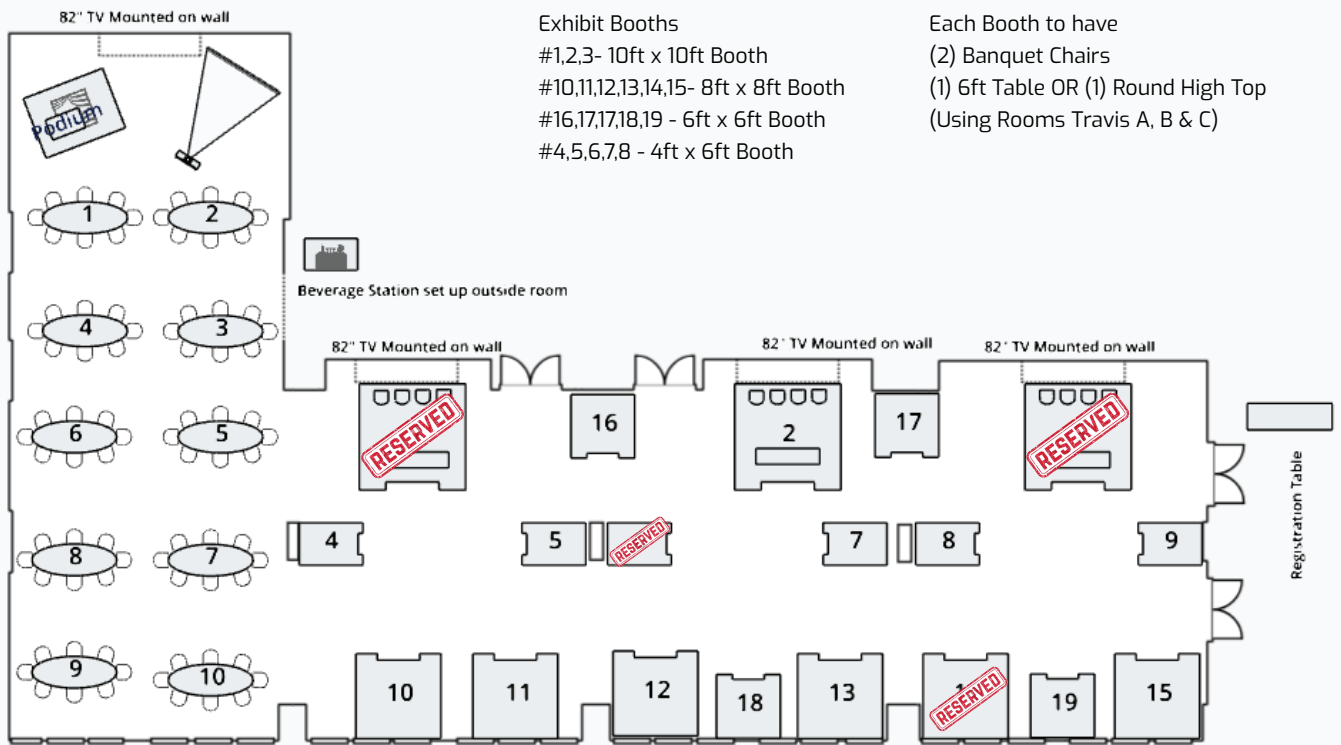 82" TV Mounted on wall
Exhibit Booths
#1,2,3- 10ft x 10ft Booth
#10,11,12,13,14,15- 8ft x 8ft Booth
#16,17,17,18,19 - 6ft x 6ft Booth
#4,5,6,7,8 - 4ft x 6ft Booth
Each Booth to have
(2) Banquet Chairs
(1) 6ft Table OR (1) Round High Top
(Using Rooms Travis A, B & C)
Podium
1
2
Beverage Station set up outside room
4
3
82" TV Mounted on wall
82" TV Mounted on wall
82" TV Mounted on wall
6
5
RESERVED
16
2
17
RESERVED
Registration Table
8
7
4
5
RESERVED
7
8
9
9
10
10
11
12
18
13
RESERVED
19
15